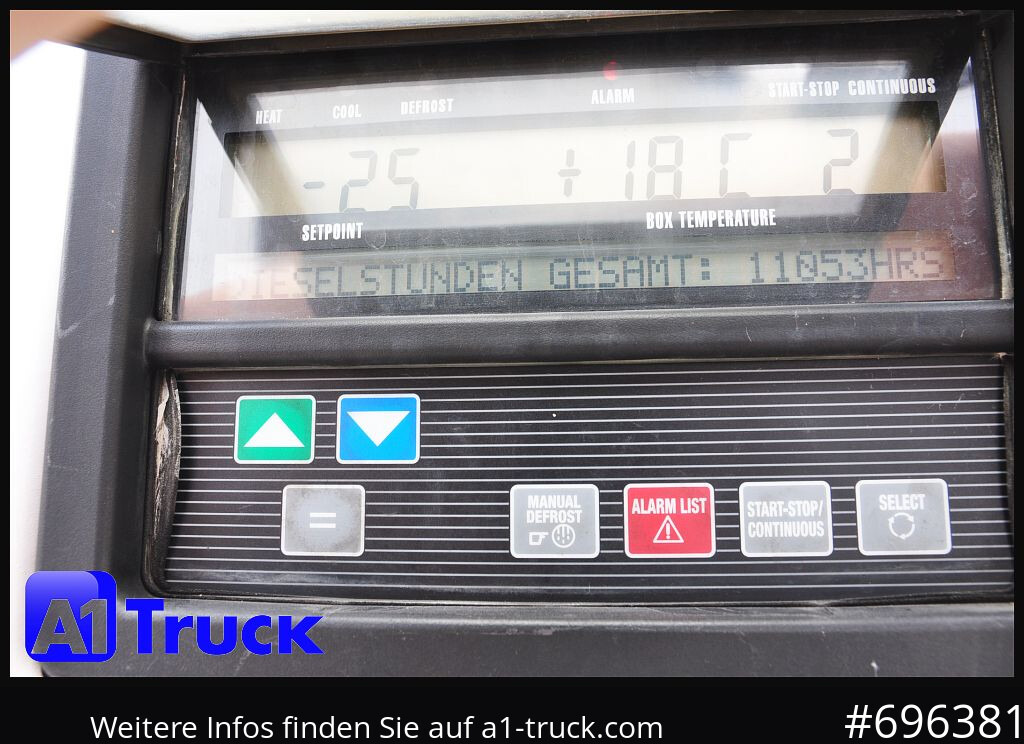 HEAT COOL DEFROST ALARM START-STOP CONTINUOUS
-25 +18C 2
SETPOINT BOX TEMPERATURE
DIESELSTUNDEN GESAMT: 11053HRS
=
MANUAL DEFROST
ALARM LIST
START-STOP/
CONTINUOUS
SELECT
A1 Truck
Weitere Infos finden Sie auf a1-truck.com
#696381